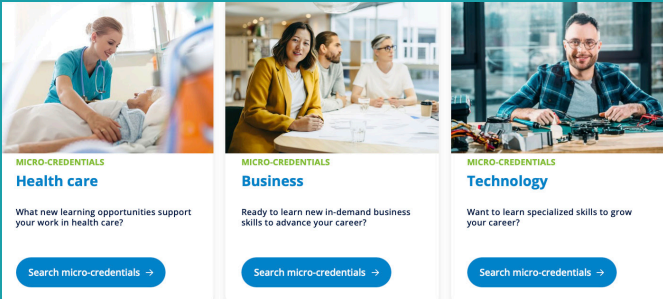 MICRO-CREDENTIALS
Health care
What new learning opportunities support
your work in health care?
Search micro-credentials →
MICRO-CREDENTIALS
Business
Ready to learn new in-demand business
skills to advance your career?
Search micro-credentials →
MICRO-CREDENTIALS
Technology
Want to learn specialized skills to grow
your career?
Search micro-credentials →